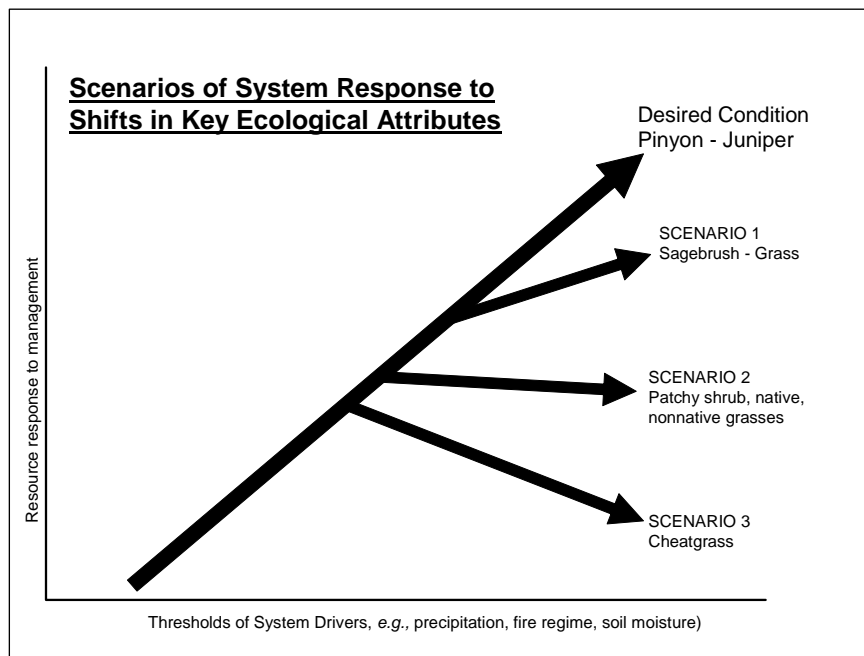 Scenarios of System Response to
Shifts in Key Ecological Attributes
Desired Condition
Pinyon - Juniper
SCENARIO 1
Sagebrush - Grass
SCENARIO 2
Patchy shrub, native,
nonnative grasses
SCENARIO 3
Cheatgrass
Resource response to management
Thresholds of System Drivers, e.g., precipitation, fire regime, soil moisture)